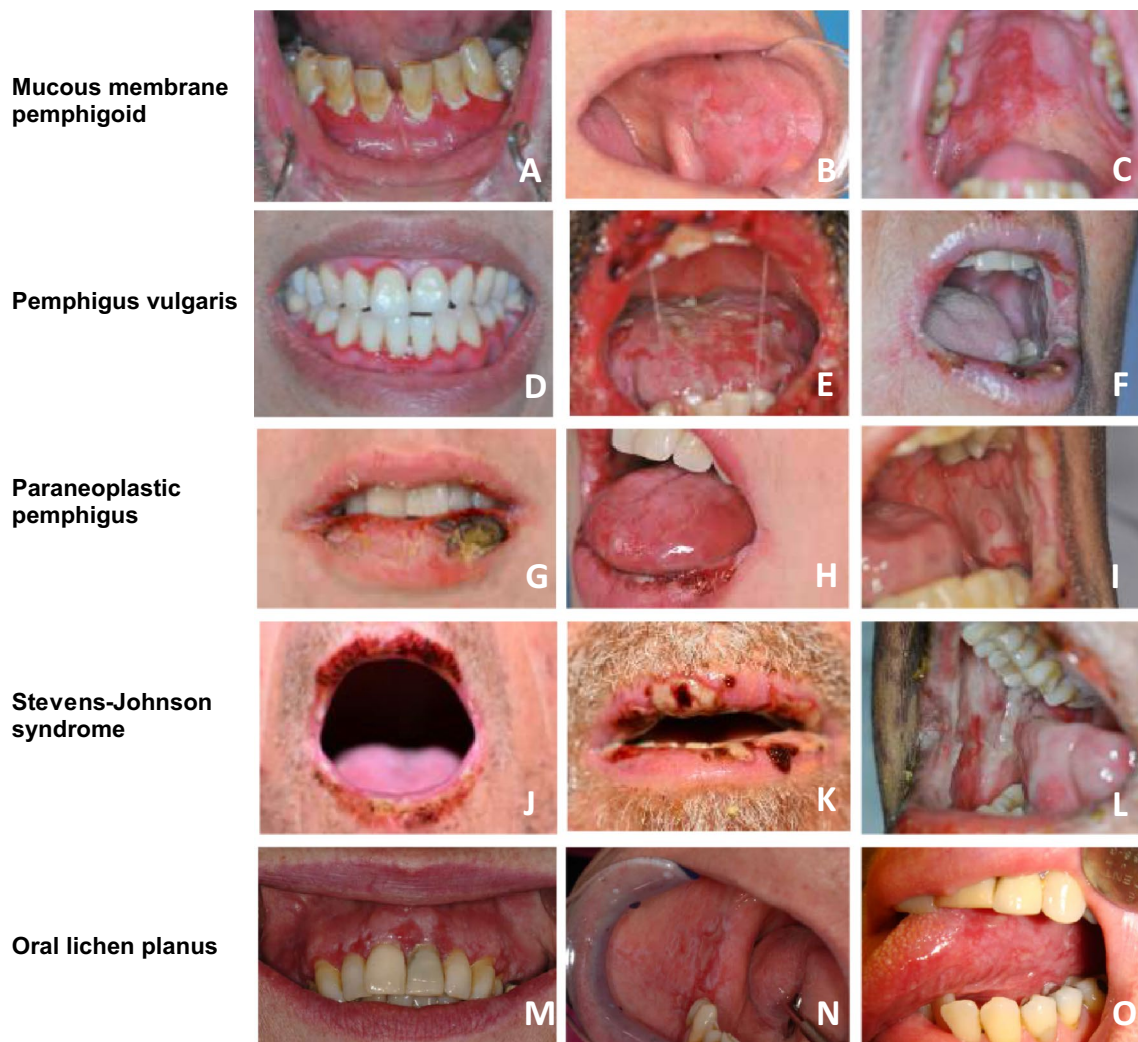 Mucous membrane
pemphigoid
A
B
C
Pemphigus vulgaris
D
E
F
Paraneoplastic
pemphigus
G
H
I
Stevens-Johnson
syndrome
J
K
L
Oral lichen planus
M
N
O